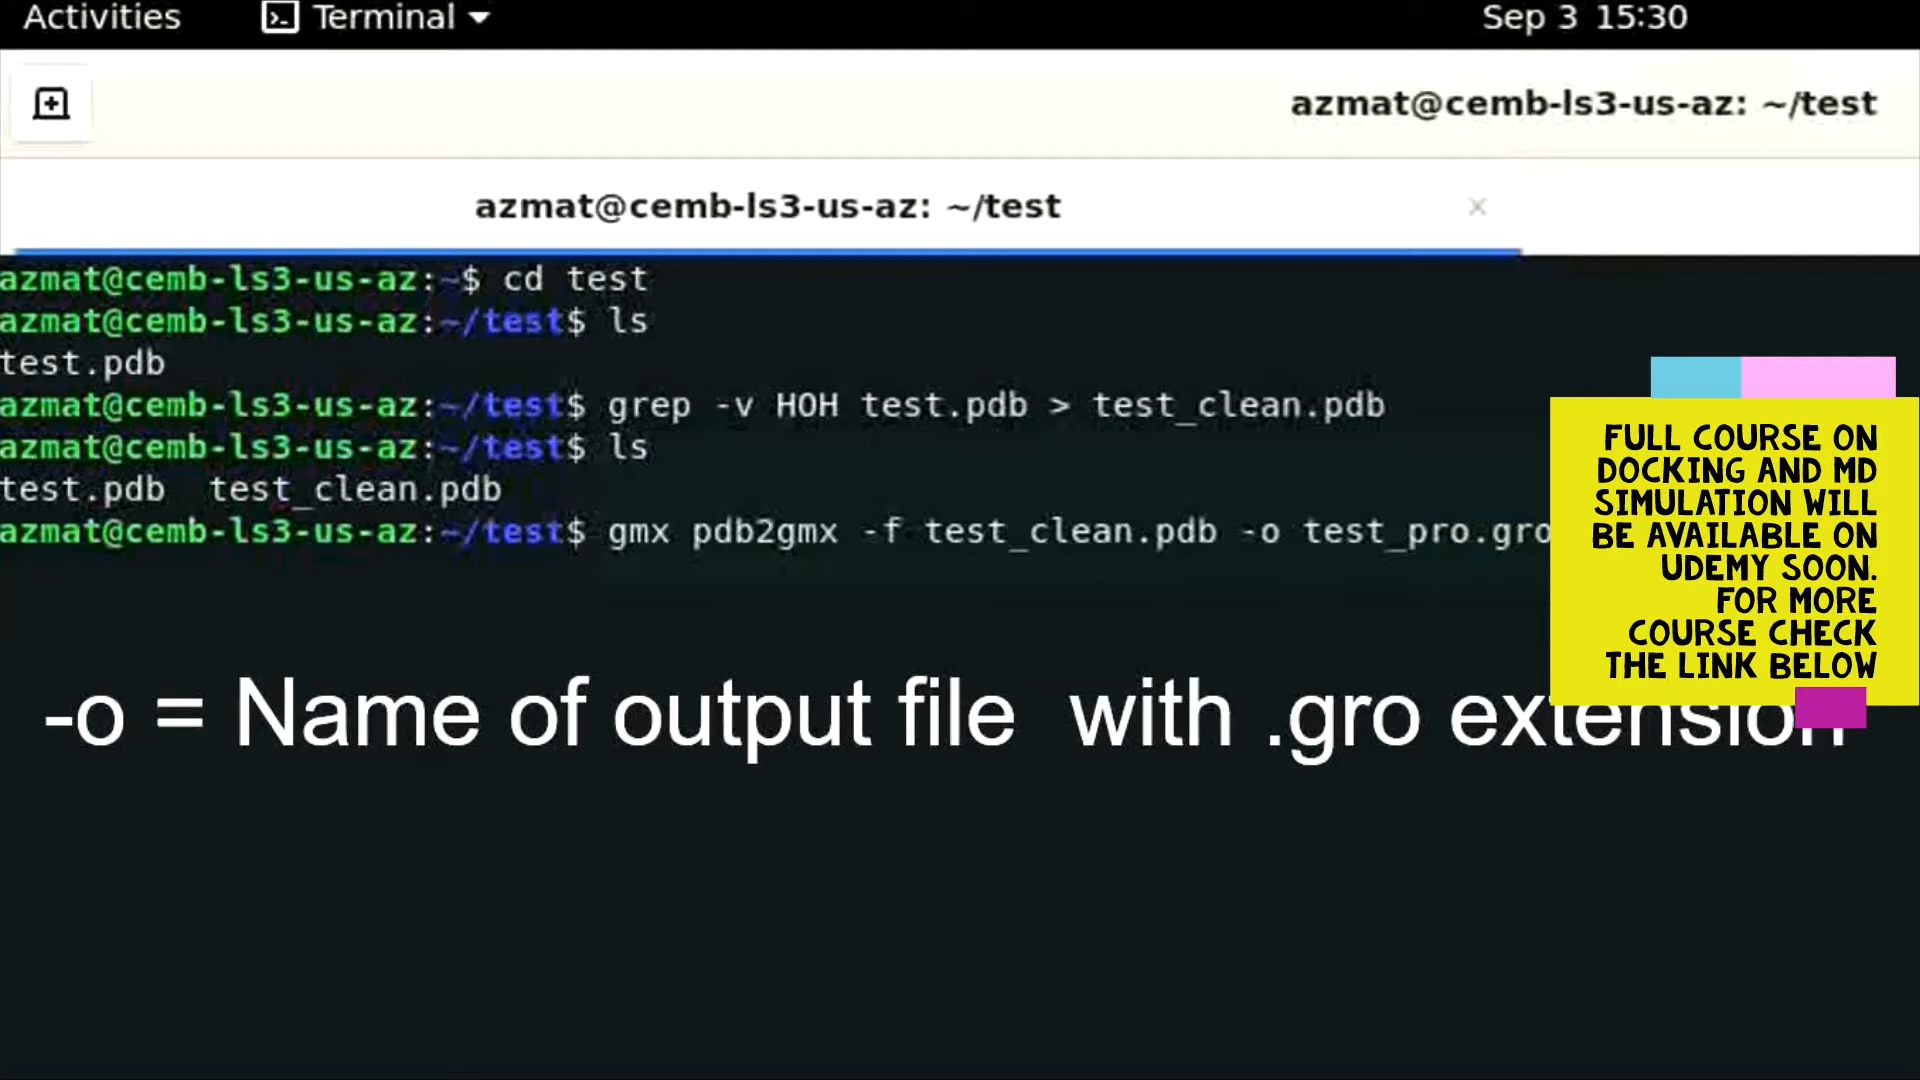 Activities Terminal Sep 3 15:30
azmat@cemb-ls3-us-az: ~/test
azmat@cemb-ls3-us-az: ~/test ×
azmat@cemb-ls3-us-az:~$ cd test
azmat@cemb-ls3-us-az:~/test$ ls
test.pdb
azmat@cemb-ls3-us-az:~/test$ grep -v HOH test.pdb > test_clean.pdb
azmat@cemb-ls3-us-az:~/test$ ls
test.pdb  test_clean.pdb
azmat@cemb-ls3-us-az:~/test$ gmx pdb2gmx -f test_clean.pdb -o test_pro.gro
FULL COURSE ON
DOCKING AND MD
SIMULATION WILL
BE AVAILABLE ON
UDEMY SOON.
FOR MORE
COURSE CHECK
THE LINK BELOW
-o = Name of output file  with .gro extension